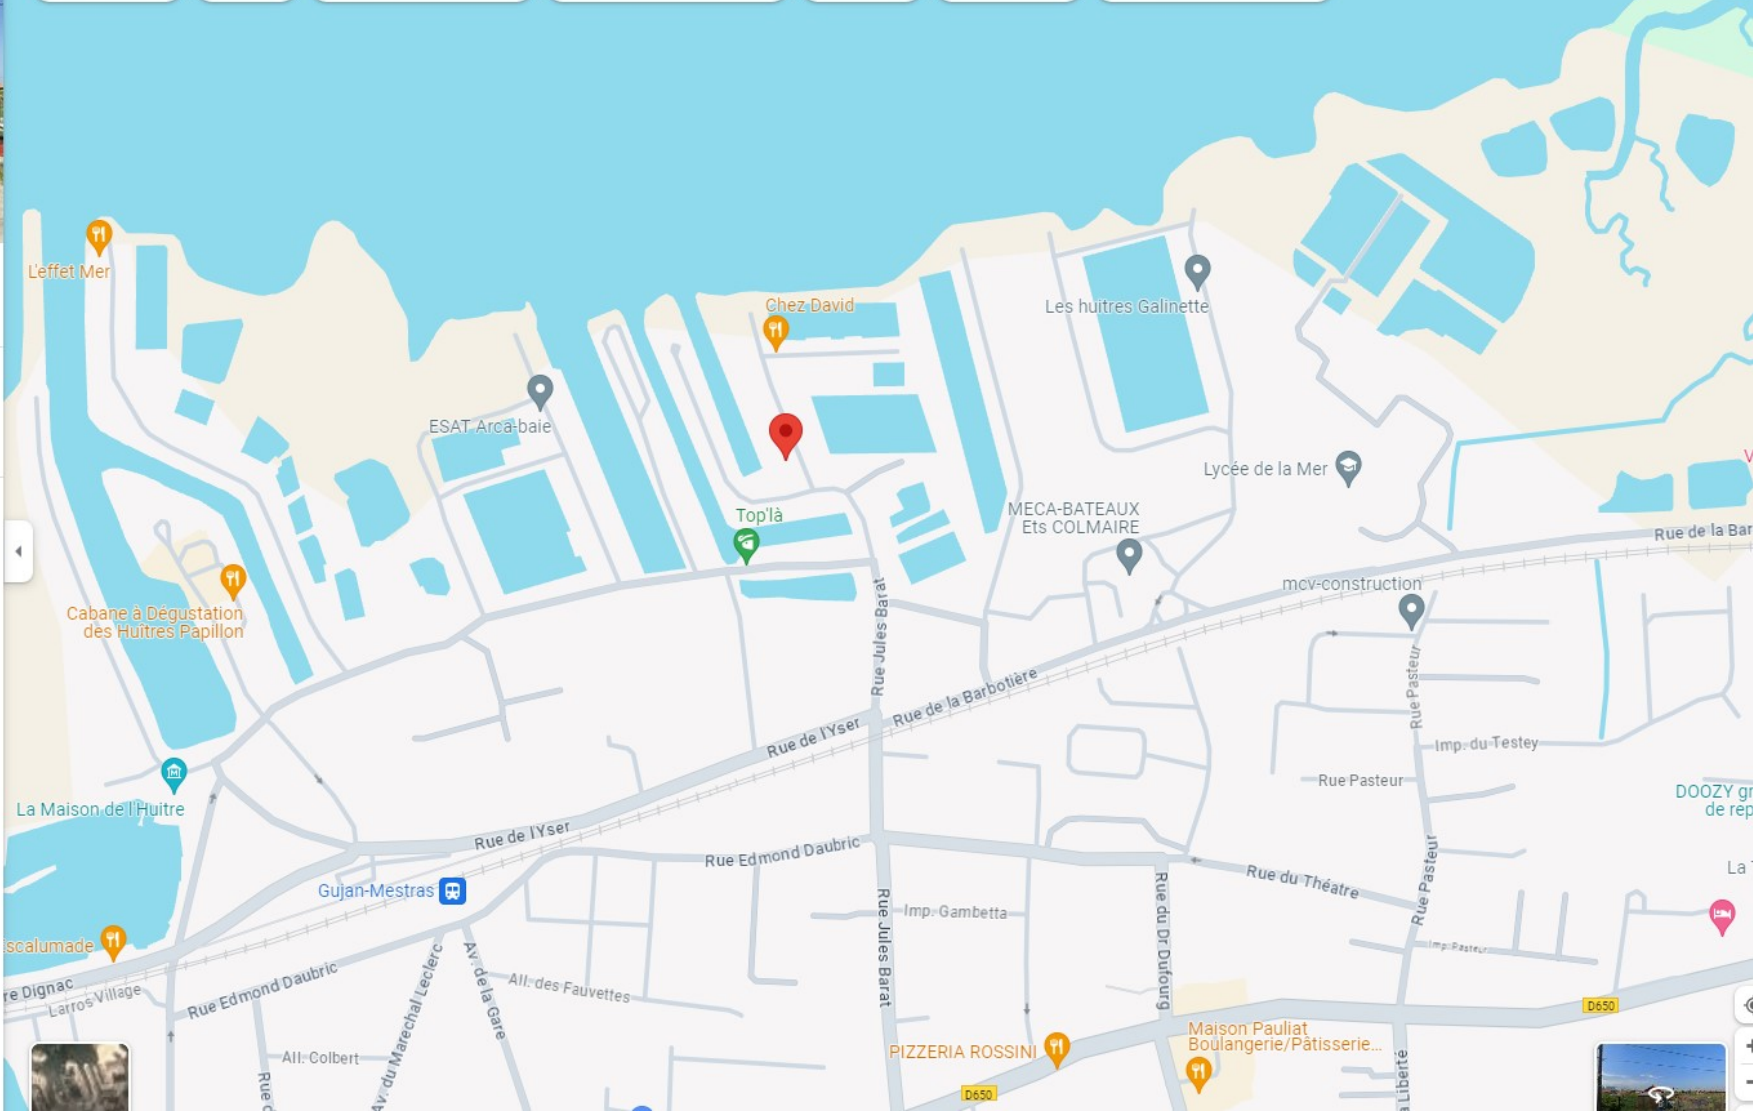 L'effet Mer
Chez David
Les huitres Galinette
ESAT Arca-baie
Lycée de la Mer
Top'là
MECA-BATEAUX
Ets COLMAIRE
Rue de la Bar
mcv-construction
Cabane à Dégustation
des Huîtres Papillon
Rue Jules Barat
Rue de la Barbotière
Rue Pasteur
Rue de l'Yser
Imp. du Testey
Rue Pasteur
La Maison de l'Huitre
DOOZY gr
de rep
Rue de l'Yser
Rue Edmond Daubric
La
Gujan-Mestras
Rue du Théatre
Rue Pasteur
Imp. Gambetta
Rue Jules Barat
Rue du Dr Dufourg
scalumade
Imp. Pasteur
re Dignac
Larros Village
Rue Edmond Daubric
Av. du Marechal Leclerc
Av. de la Gare
All. des Fauvettes
D650
Maison Pauliat
Boulangerie/Pâtisserie...
PIZZERIA ROSSINI
All. Colbert
Liberté
D650